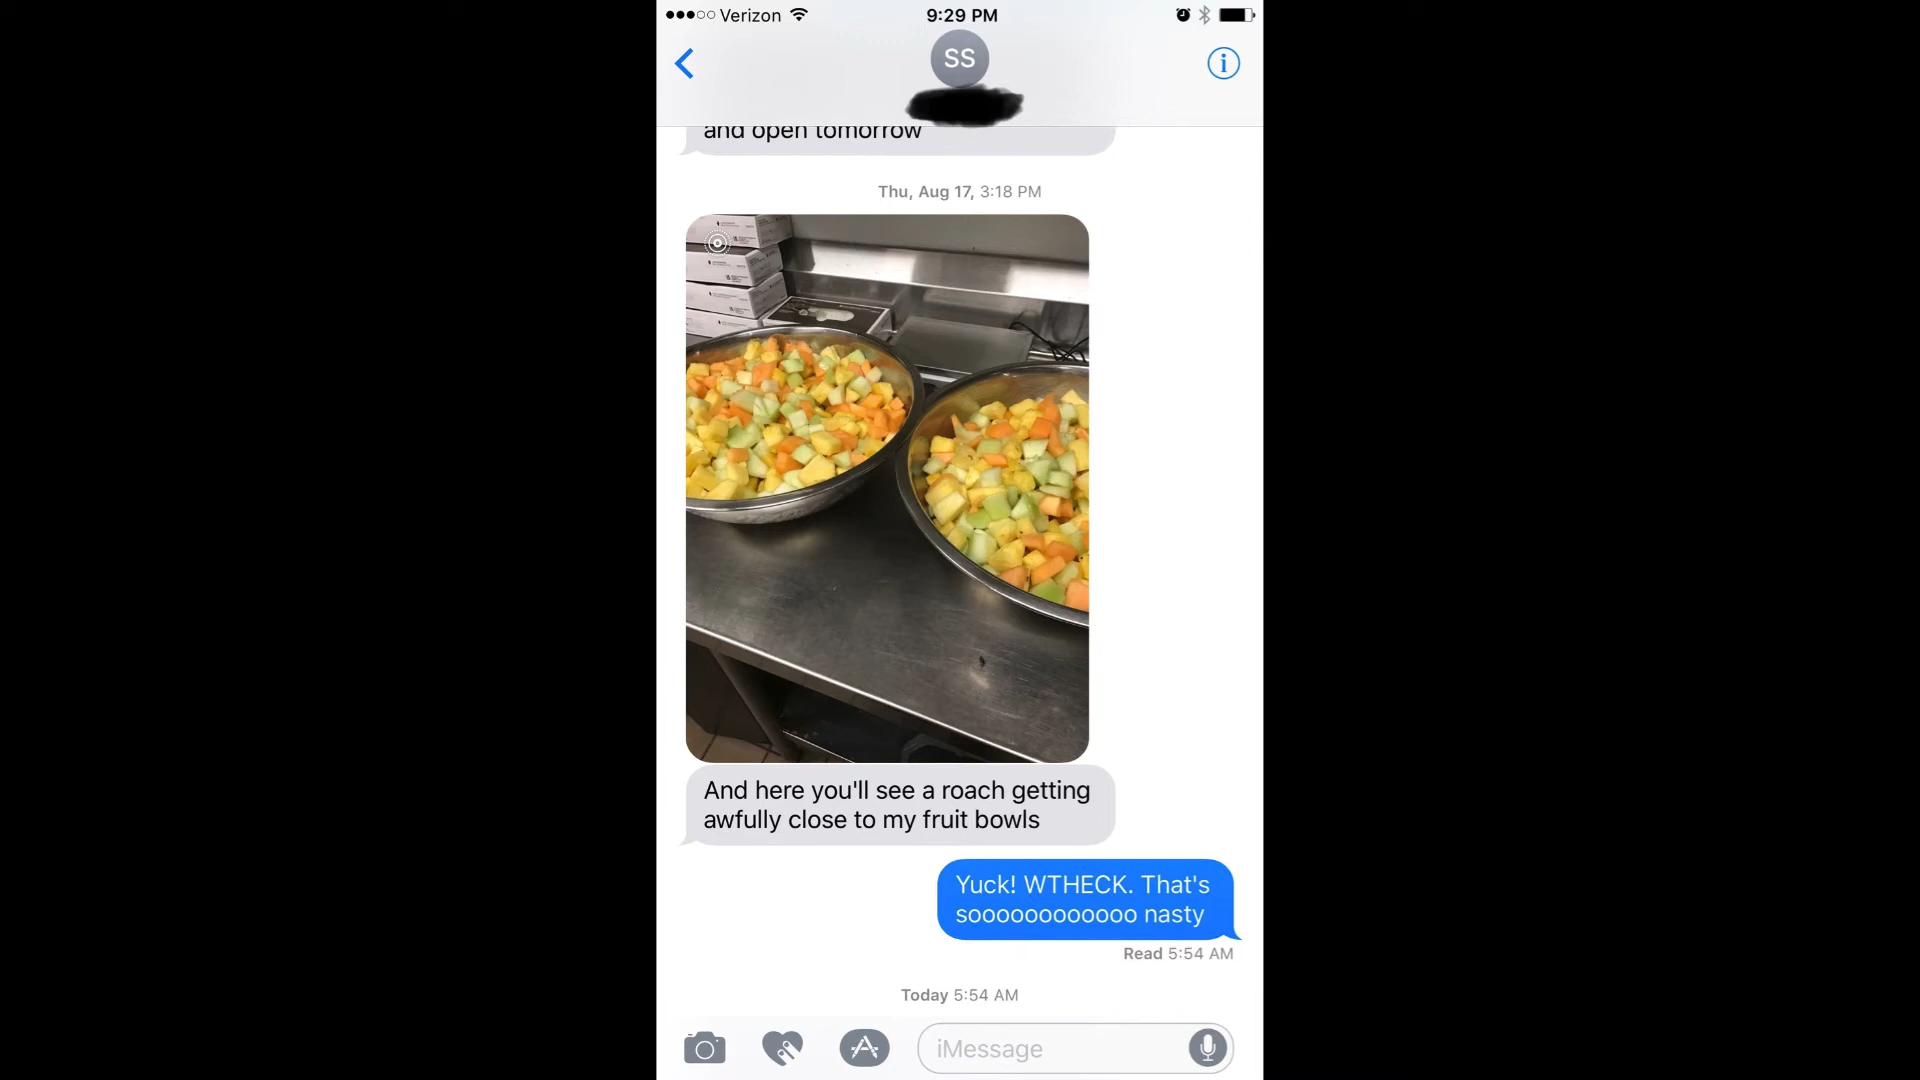 Verizon
9:29 PM
SS
and open tomorrow
Thu, Aug 17, 3:18 PM
And here you'll see a roach getting
awfully close to my fruit bowls
Yuck! WTHECK. That's
soooooooooooo nasty
Read 5:54 AM
Today 5:54 AM
iMessage